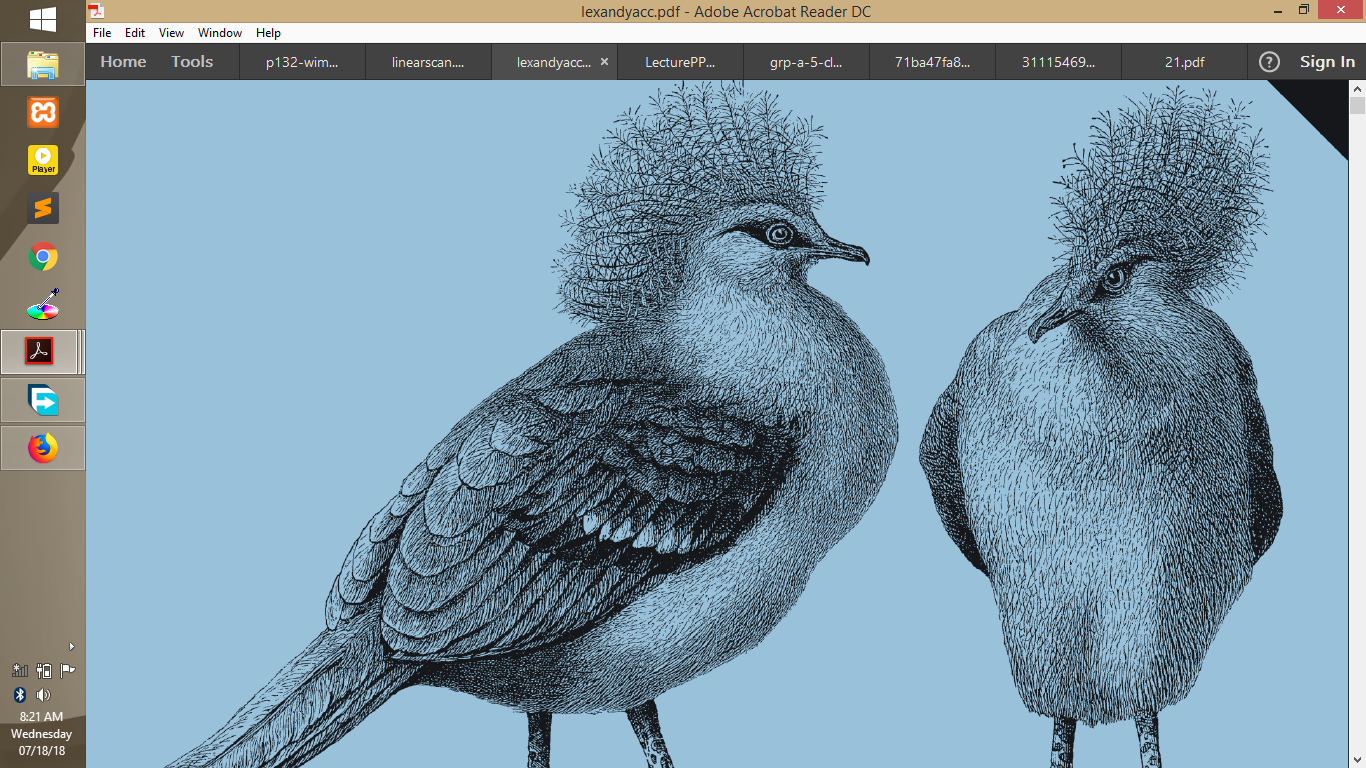 lexandyacc.pdf - Adobe Acrobat Reader DC
File Edit View Window Help
Home Tools p132-wim... linearscan.... lexandyacc... × LecturePP... grp-a-5-cl... 71ba47fa8... 31115469... 21.pdf ? Sign In
Player
8:21 AM
Wednesday
07/18/18